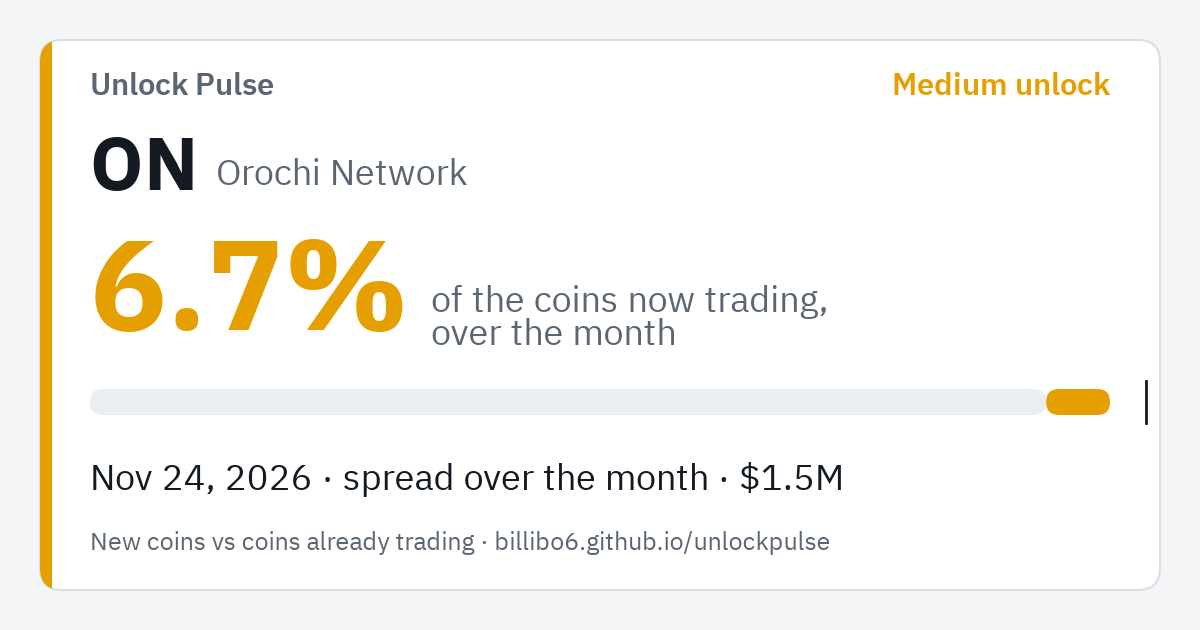 Unlock Pulse
Medium unlock
ON Orochi Network
6.7% of the coins now trading,
over the month
Nov 24, 2026 · spread over the month · $1.5M
New coins vs coins already trading · billibo6.github.io/unlockpulse